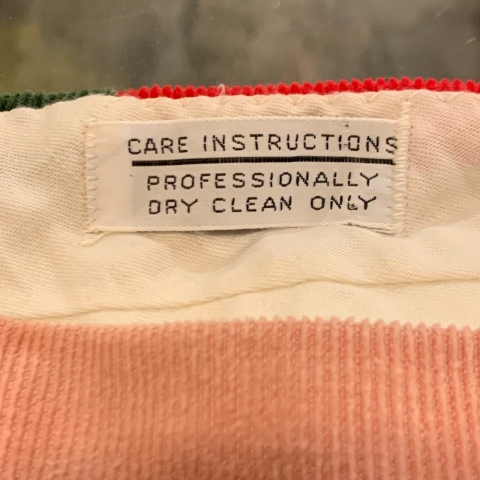 CARE INSTRUCTIONS
PROFESSIONALLY
DRY CLEAN ONLY